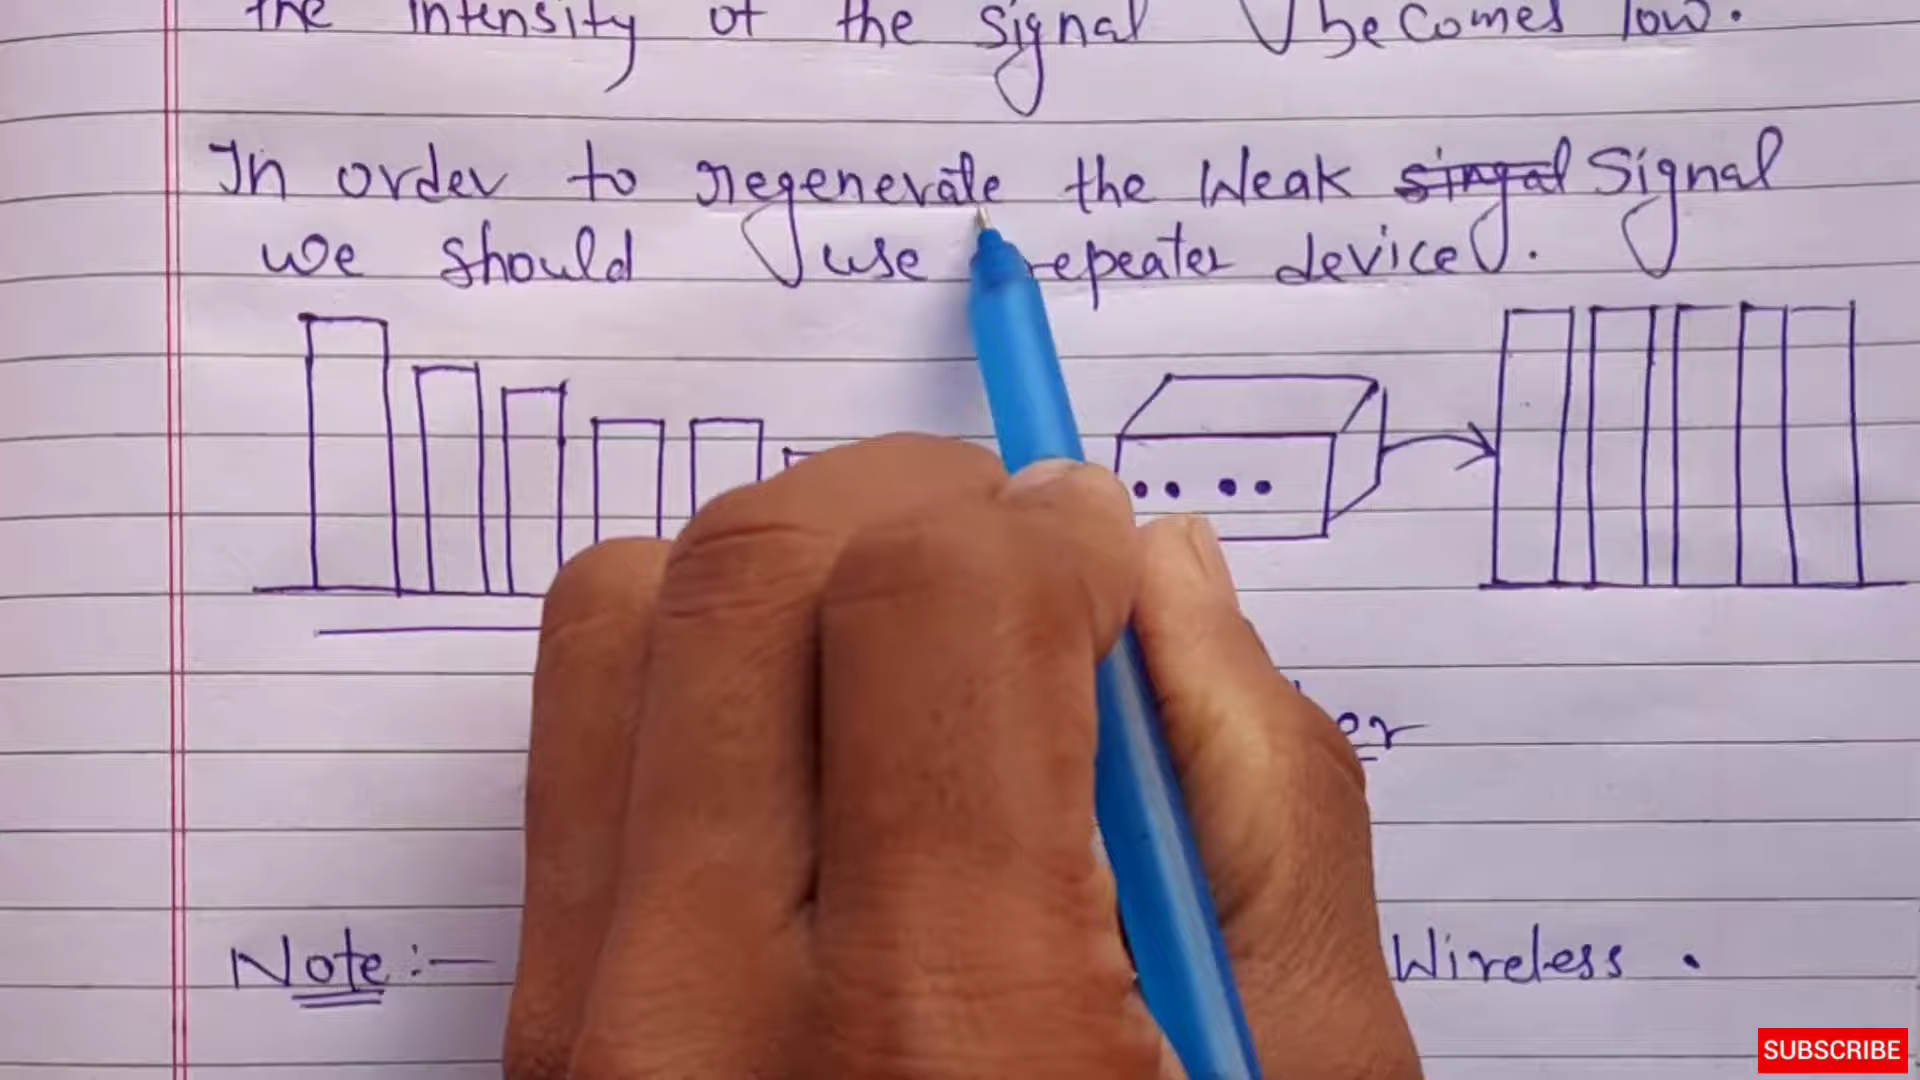 the intensity of the signal becomes low.
In order to regenerate the Weak singal Signal
we should use repeater device.
Note:- Wireless .
SUBSCRIBE